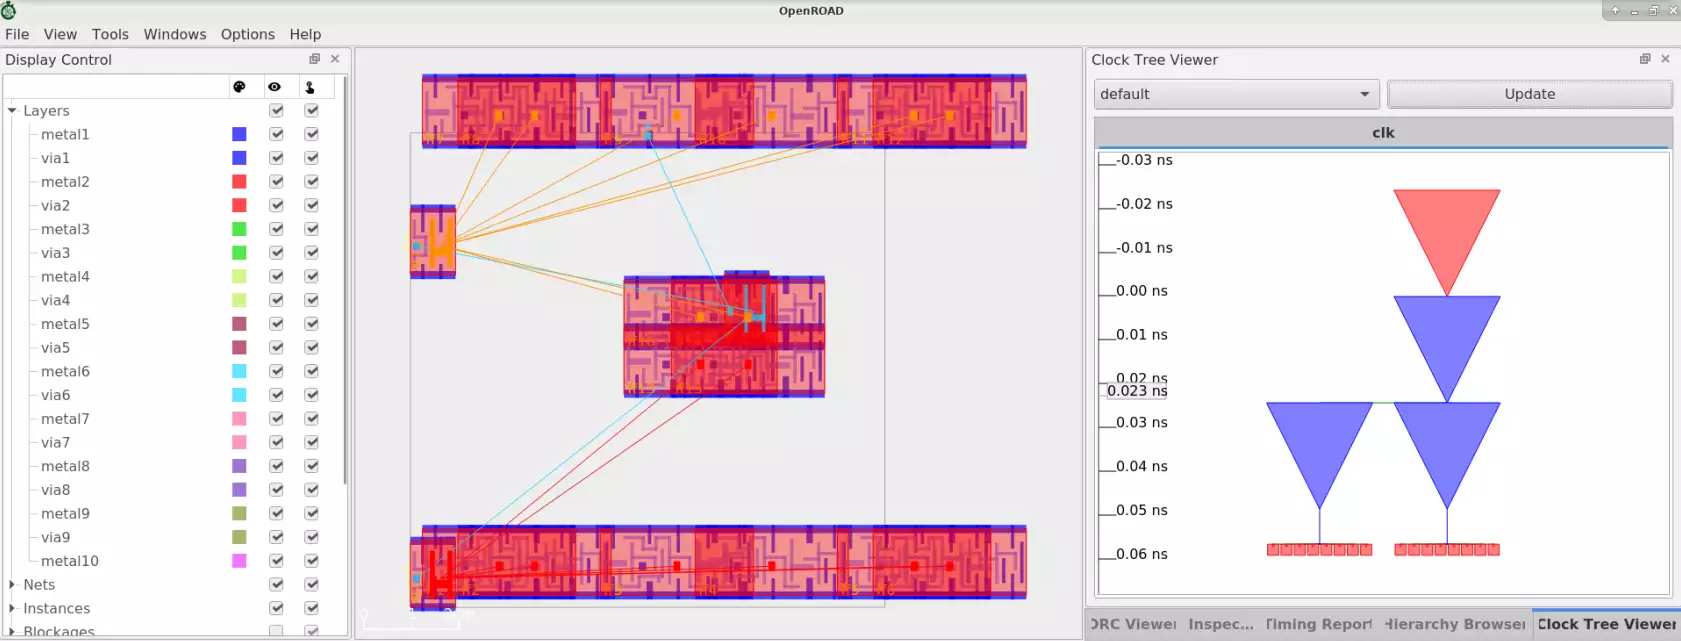 OpenROAD
File View Tools Windows Options Help
Display Control
Layers
metal1
via1
metal2
via2
metal3
via3
metal4
via4
metal5
via5
metal6
via6
metal7
via7
metal8
via8
metal9
via9
metal10
Nets
Instances
Blockages
Clock Tree Viewer
default
Update
clk
-0.03 ns
-0.02 ns
-0.01 ns
0.00 ns
0.01 ns
0.02 ns
0.023 ns
0.03 ns
0.04 ns
0.05 ns
0.06 ns
DRC Viewer Inspec... Timing Report Hierarchy Browser Clock Tree Viewer